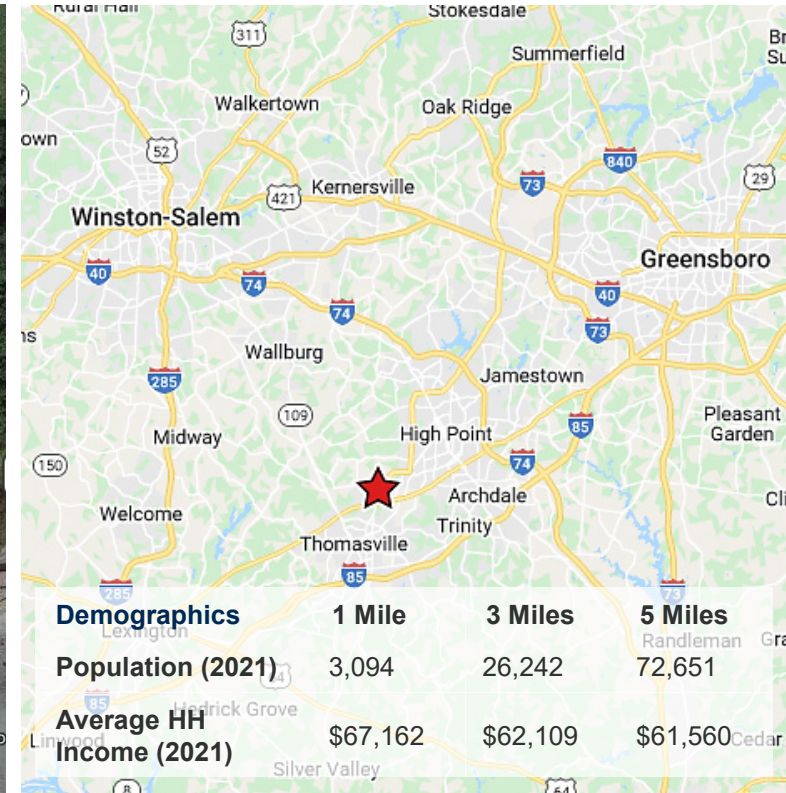 Rural Hall
Stokesdale
311
Summerfield
Walkertown
Oak Ridge
52
840
421
Kernersville
73
29
Winston-Salem
Greensboro
40
74
40
74
73
Wallburg
Jamestown
285
109
Pleasant
Garden
85
Midway
High Point
150
74
Archdale
Welcome
Trinity
Thomasville
85
285
73
Demographics 1 Mile 3 Miles 5 Miles
Lexington
Randleman
Population (2021) 3,094 26,242 72,651
85
Hedrick Grove
Average HH
Income (2021) $67,162 $62,109 $61,560
Linwood
Cedar
Silver Valley
8
64